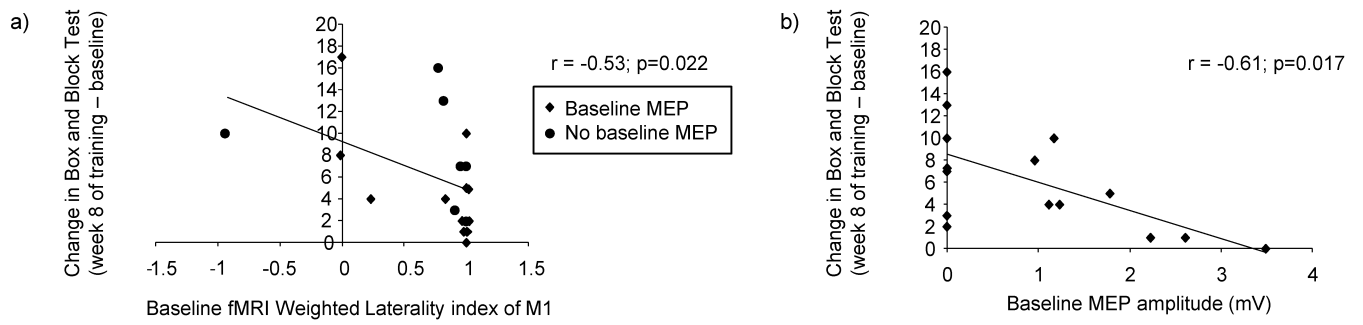 a)
Change in Box and Block Test
(week 8 of training – baseline)
20
18
16
14
12
10
8
6
4
2
0
-1.5
-1
-0.5
0
0.5
1
1.5
Baseline fMRI Weighted Laterality index of M1
r = -0.53; p=0.022
Baseline MEP
No baseline MEP
b)
Change in Box and Block Test
(week 8 of training – baseline)
20
18
16
14
12
10
8
6
4
2
0
0
1
2
3
4
Baseline MEP amplitude (mV)
r = -0.61; p=0.017